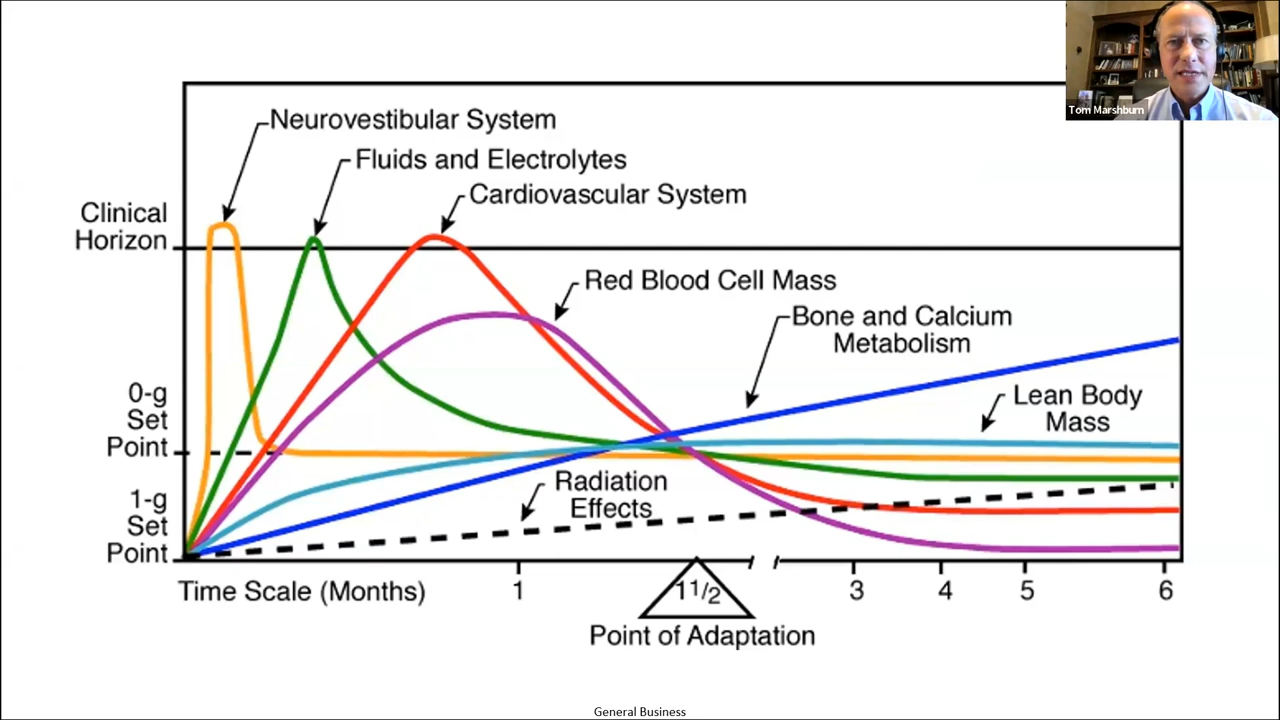 Tom Marshburn
Neurovestibular System
Fluids and Electrolytes
Cardiovascular System
Clinical
Horizon
Red Blood Cell Mass
Bone and Calcium
Metabolism
0-g
Set
Point
Lean Body
Mass
1-g
Set
Point
Radiation
Effects
Time Scale (Months)
1
1 1/2
3
4
5
6
Point of Adaptation
General Business